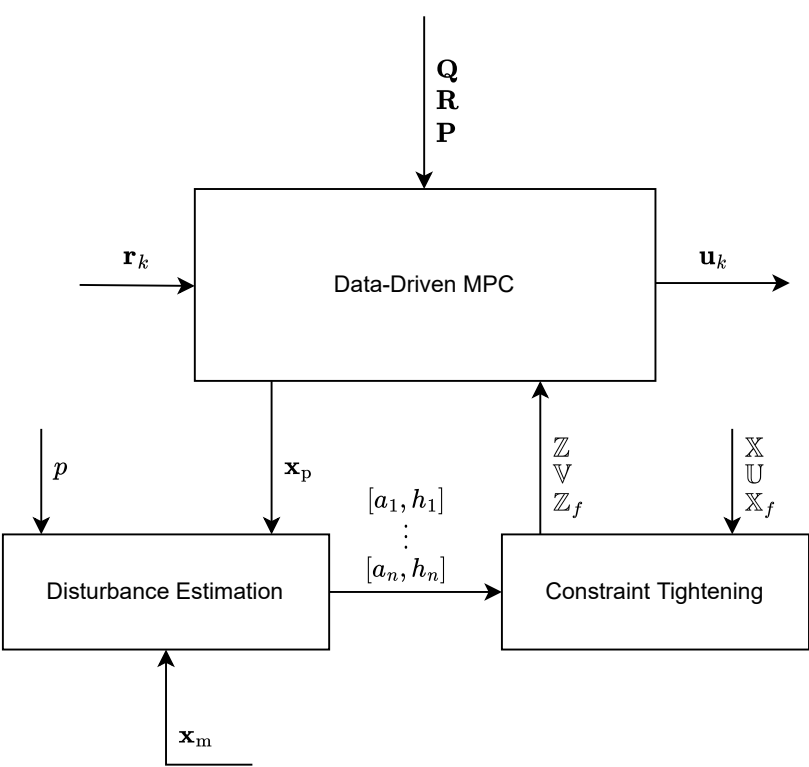 Q
R
P
r_k
Data-Driven MPC
u_k
p
x_p
[a_1, h_1]
⋮
[a_n, h_n]
ℤ
𝕍
ℤ_f
𝕏
𝕌
𝕏_f
Disturbance Estimation
Constraint Tightening
x_m